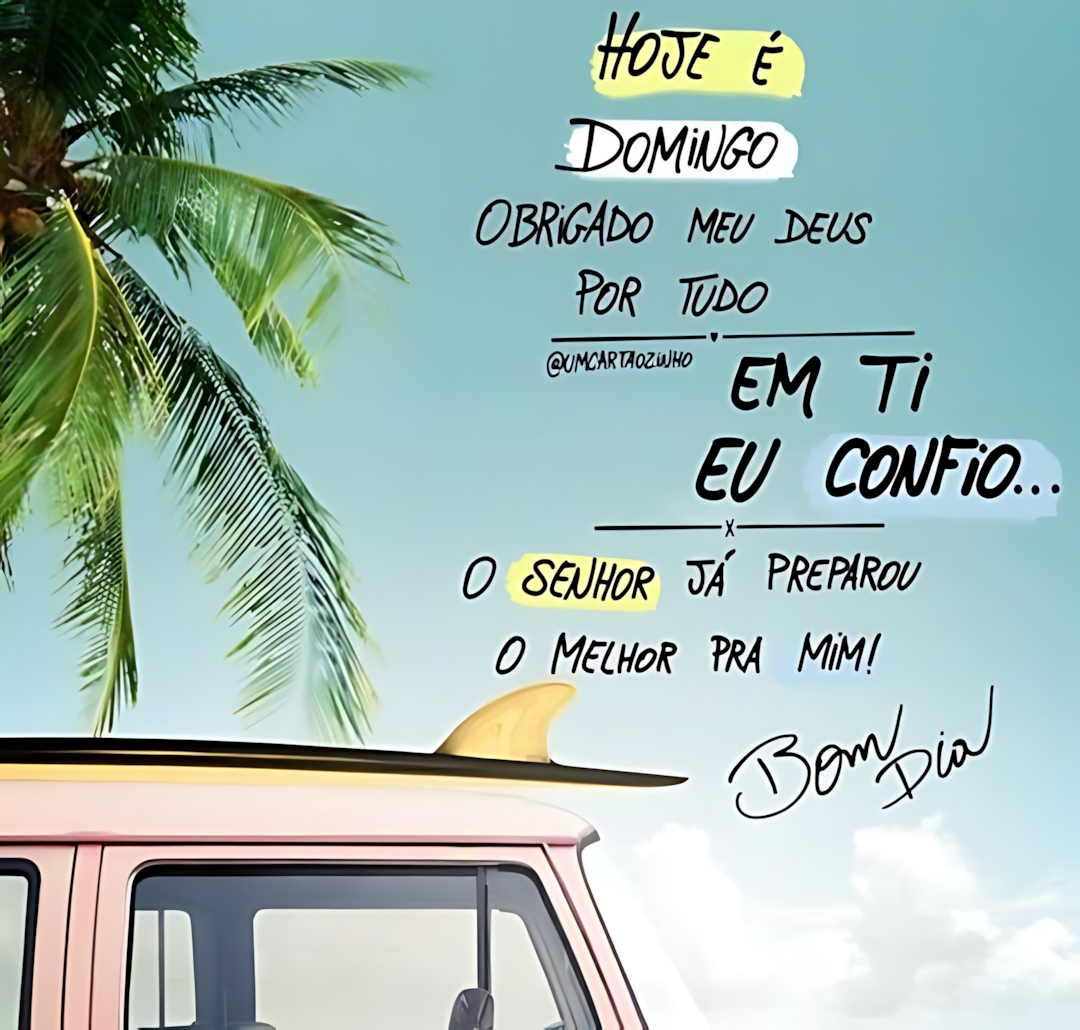 HOJE É
DOMINGO
OBRIGADO MEU DEUS
POR TUDO
@UMCARTAOZINHO
EM TI
EU CONFIO...
O SENHOR JÁ PREPAROU
O MELHOR PRA MIM!
Bom
Dia